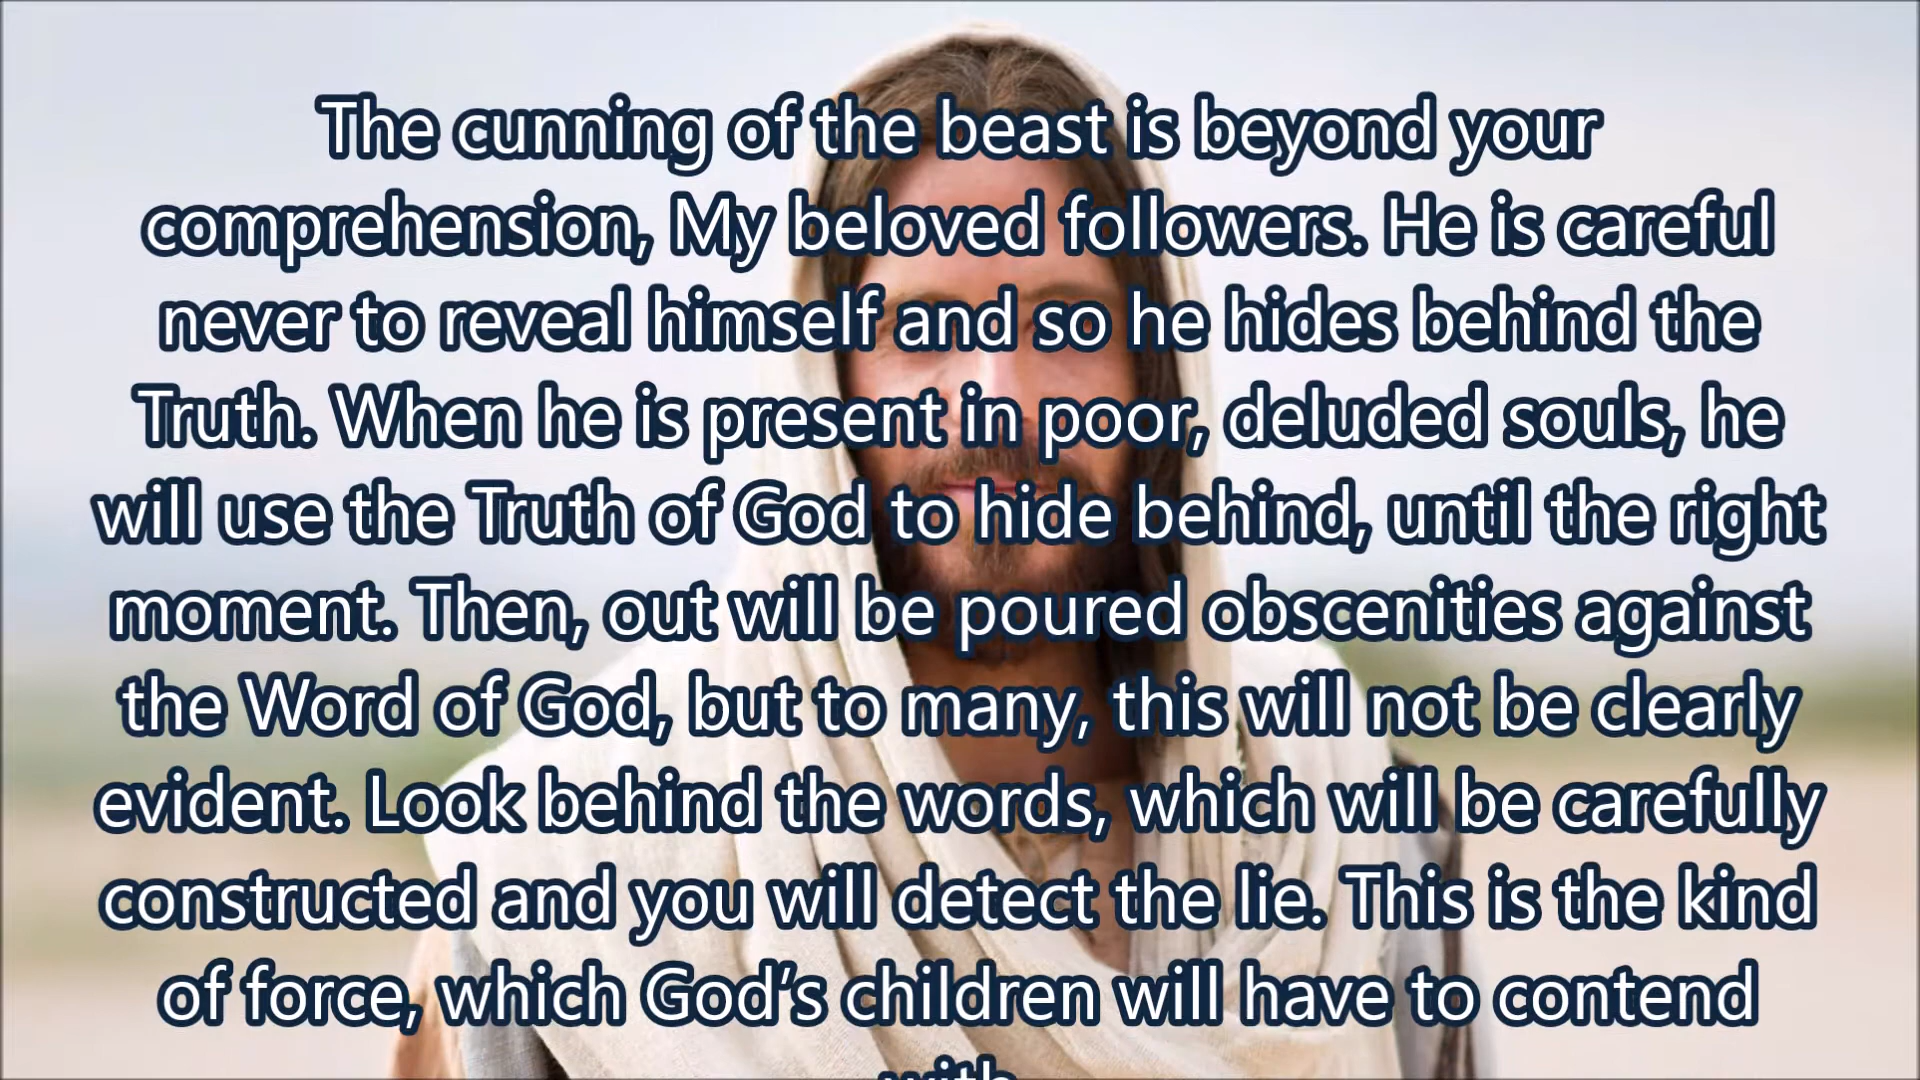 The cunning of the beast is beyond your
comprehension, My beloved followers. He is careful
never to reveal himself and so he hides behind the
Truth. When he is present in poor, deluded souls, he
will use the Truth of God to hide behind, until the right
moment. Then, out will be poured obscenities against
the Word of God, but to many, this will not be clearly
evident. Look behind the words, which will be carefully
constructed and you will detect the lie. This is the kind
of force, which God’s children will have to contend
with